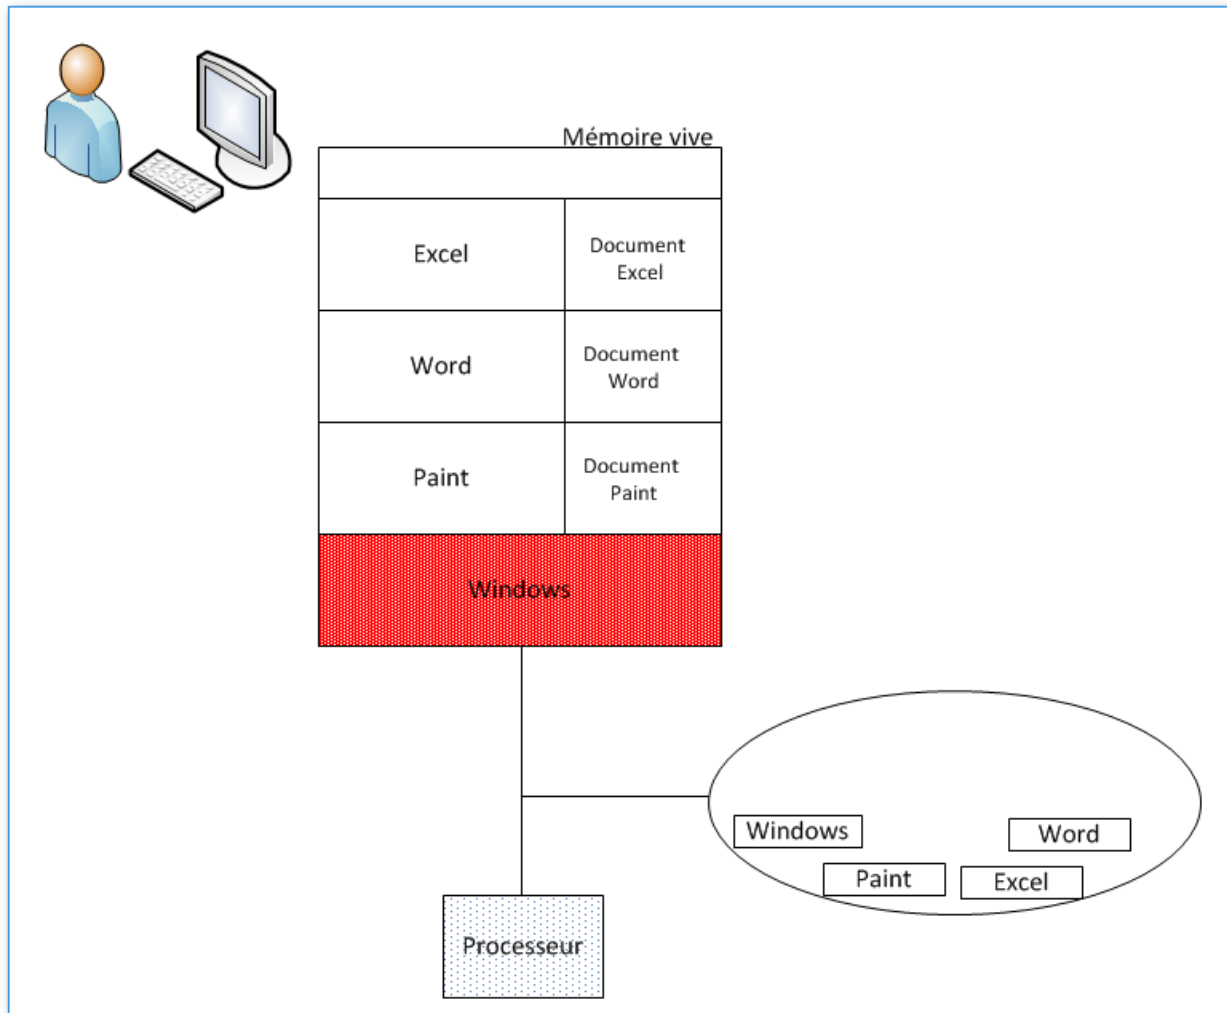 Mémoire vive
Excel
Document
Excel
Word
Document
Word
Paint
Document
Paint
Windows
Windows
Word
Paint
Excel
Processeur